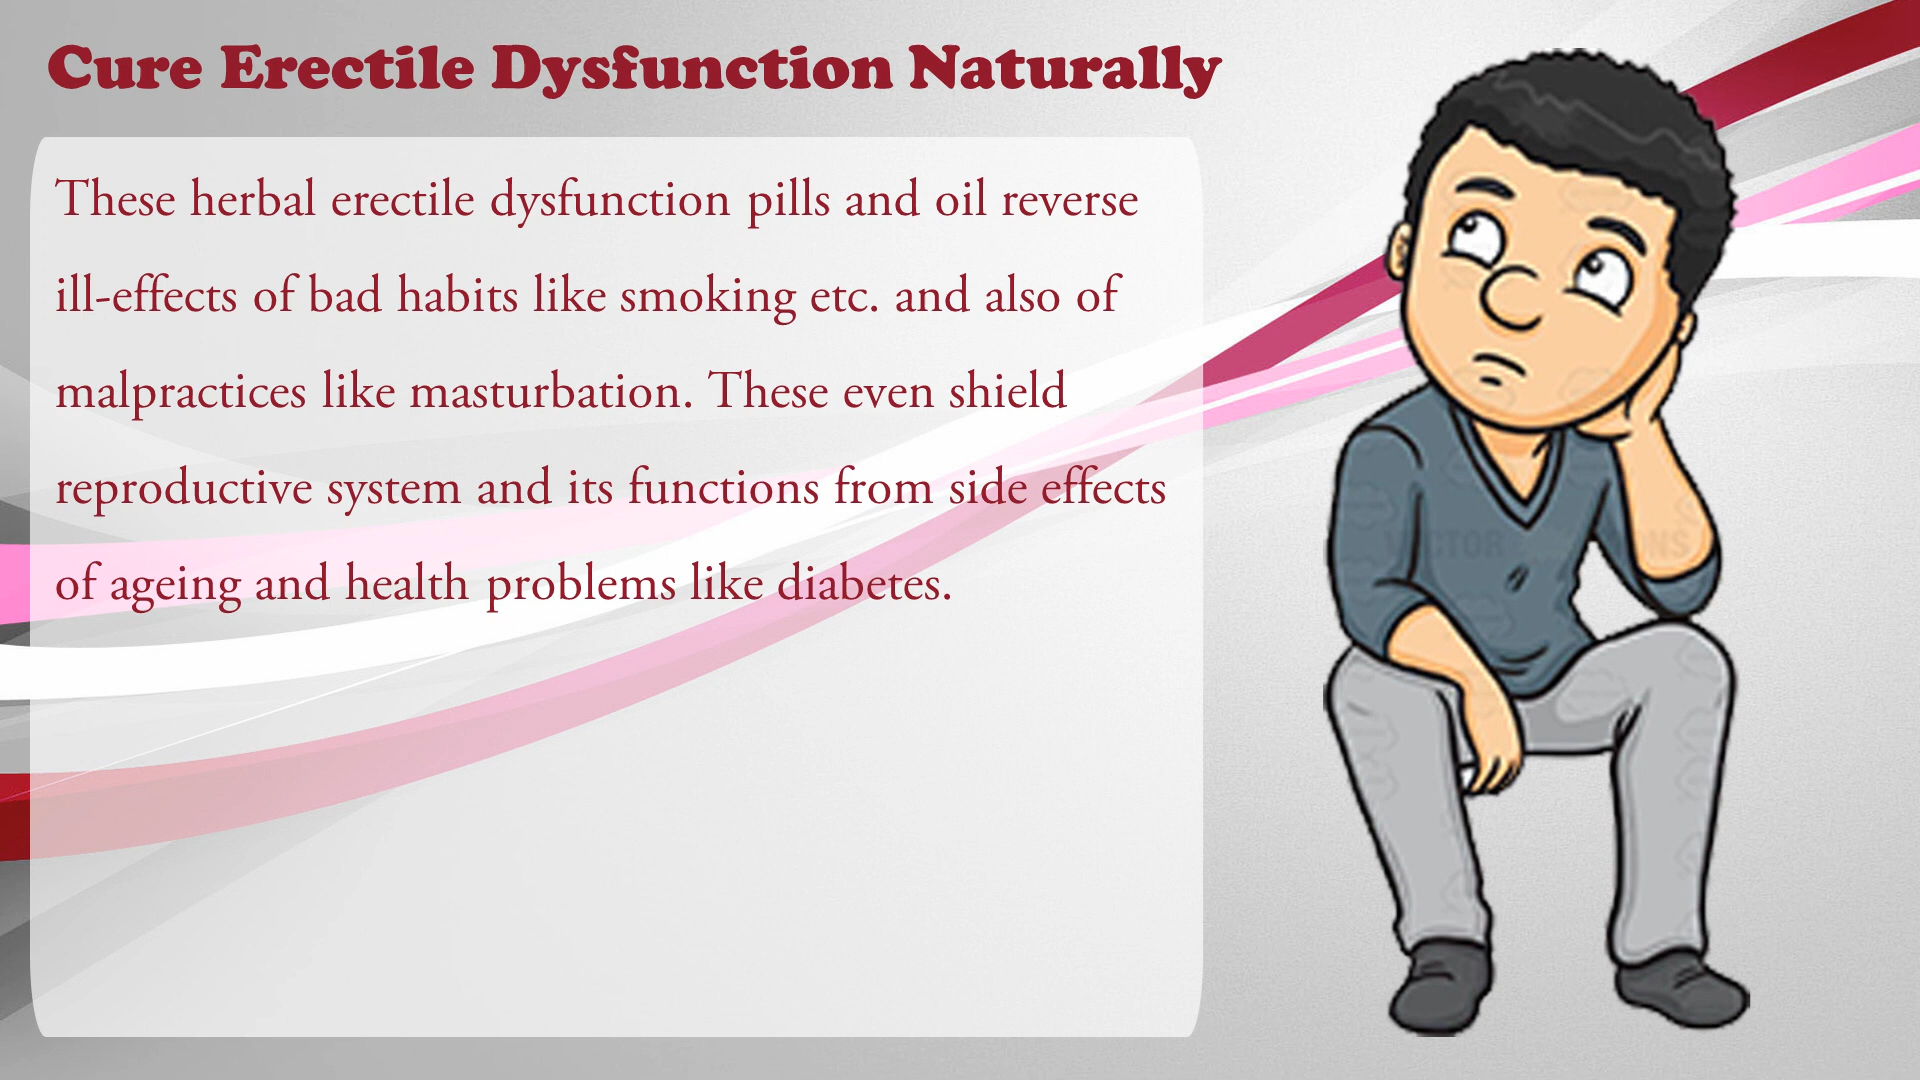 Cure Erectile Dysfunction Naturally
These herbal erectile dysfunction pills and oil reverse
ill-effects of bad habits like smoking etc. and also of
malpractices like masturbation. These even shield
reproductive system and its functions from side effects
of ageing and health problems like diabetes.